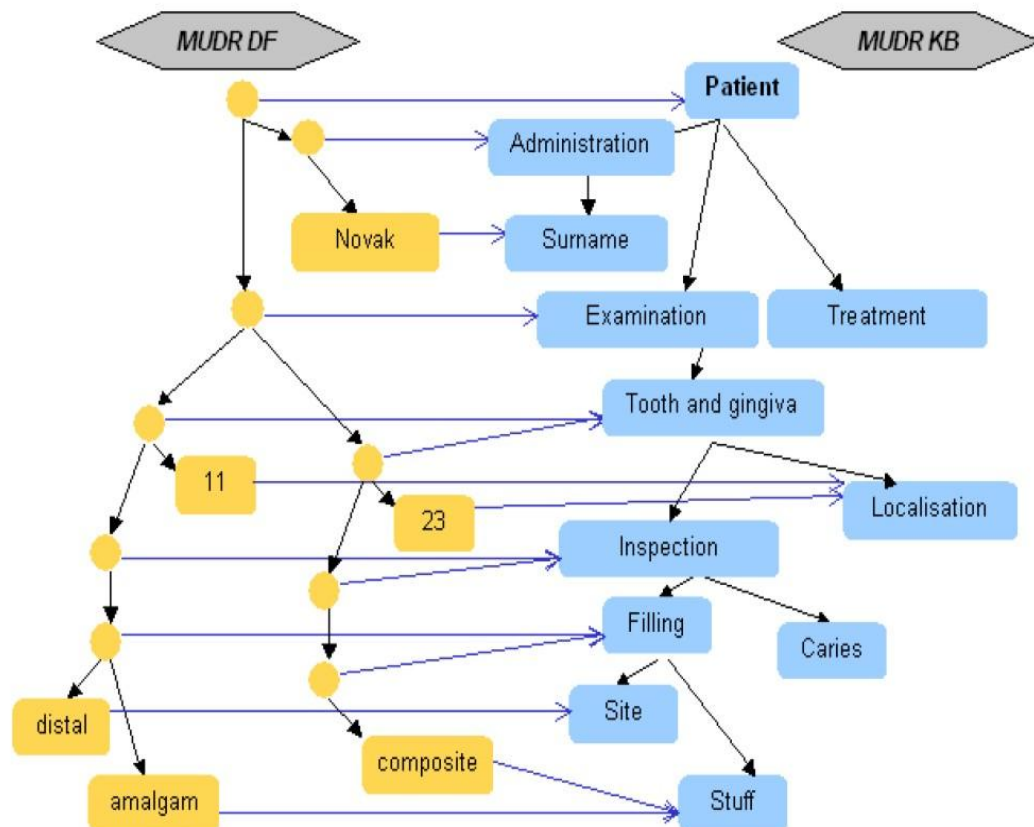 MUDR DF
MUDR KB
Patient
Administration
Novak
Surname
Examination
Treatment
Tooth and gingiva
11
23
Localisation
Inspection
Filling
Caries
distal
Site
composite
amalgam
Stuff